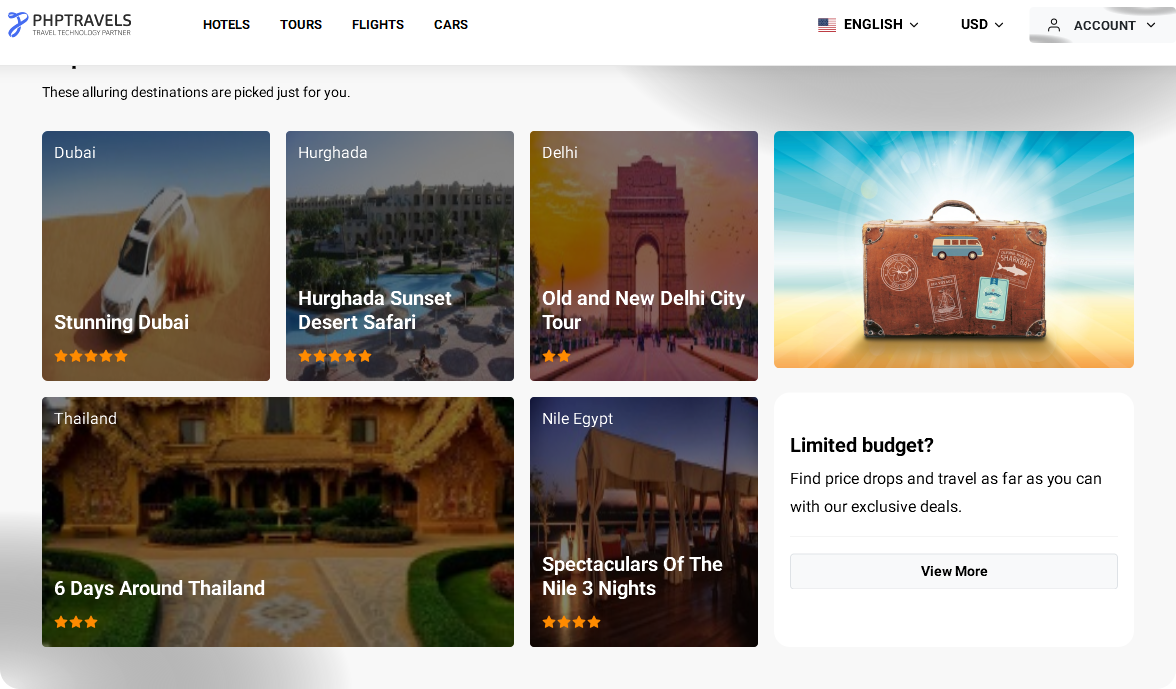 PHPTRAVELS
TRAVEL TECHNOLOGY PARTNER
HOTELS
TOURS
FLIGHTS
CARS
ENGLISH
USD
ACCOUNT
These alluring destinations are picked just for you.
Dubai
Stunning Dubai
Hurghada
Hurghada Sunset
Desert Safari
Delhi
Old and New Delhi City
Tour
SHARKBAY
Thailand
6 Days Around Thailand
Nile Egypt
Spectaculars Of The
Nile 3 Nights
Limited budget?
Find price drops and travel as far as you can
with our exclusive deals.
View More